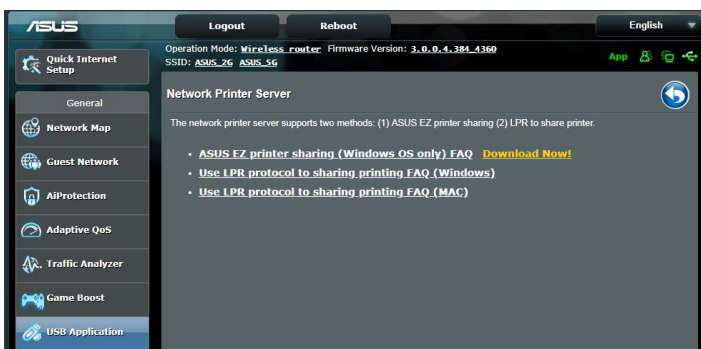 ASUS
Logout
Reboot
English
Operation Mode: Wireless router Firmware Version: 3.0.0.4.384_4360
SSID: ASUS_2G ASUS_5G
App
Quick Internet
Setup
General
Network Map
Guest Network
AiProtection
Adaptive QoS
Traffic Analyzer
Game Boost
USB Application
Network Printer Server
The network printer server supports two methods: (1) ASUS EZ printer sharing (2) LPR to share printer.
• ASUS EZ printer sharing (Windows OS only) FAQ Download Now!
• Use LPR protocol to sharing printing FAQ (Windows)
• Use LPR protocol to sharing printing FAQ (MAC)